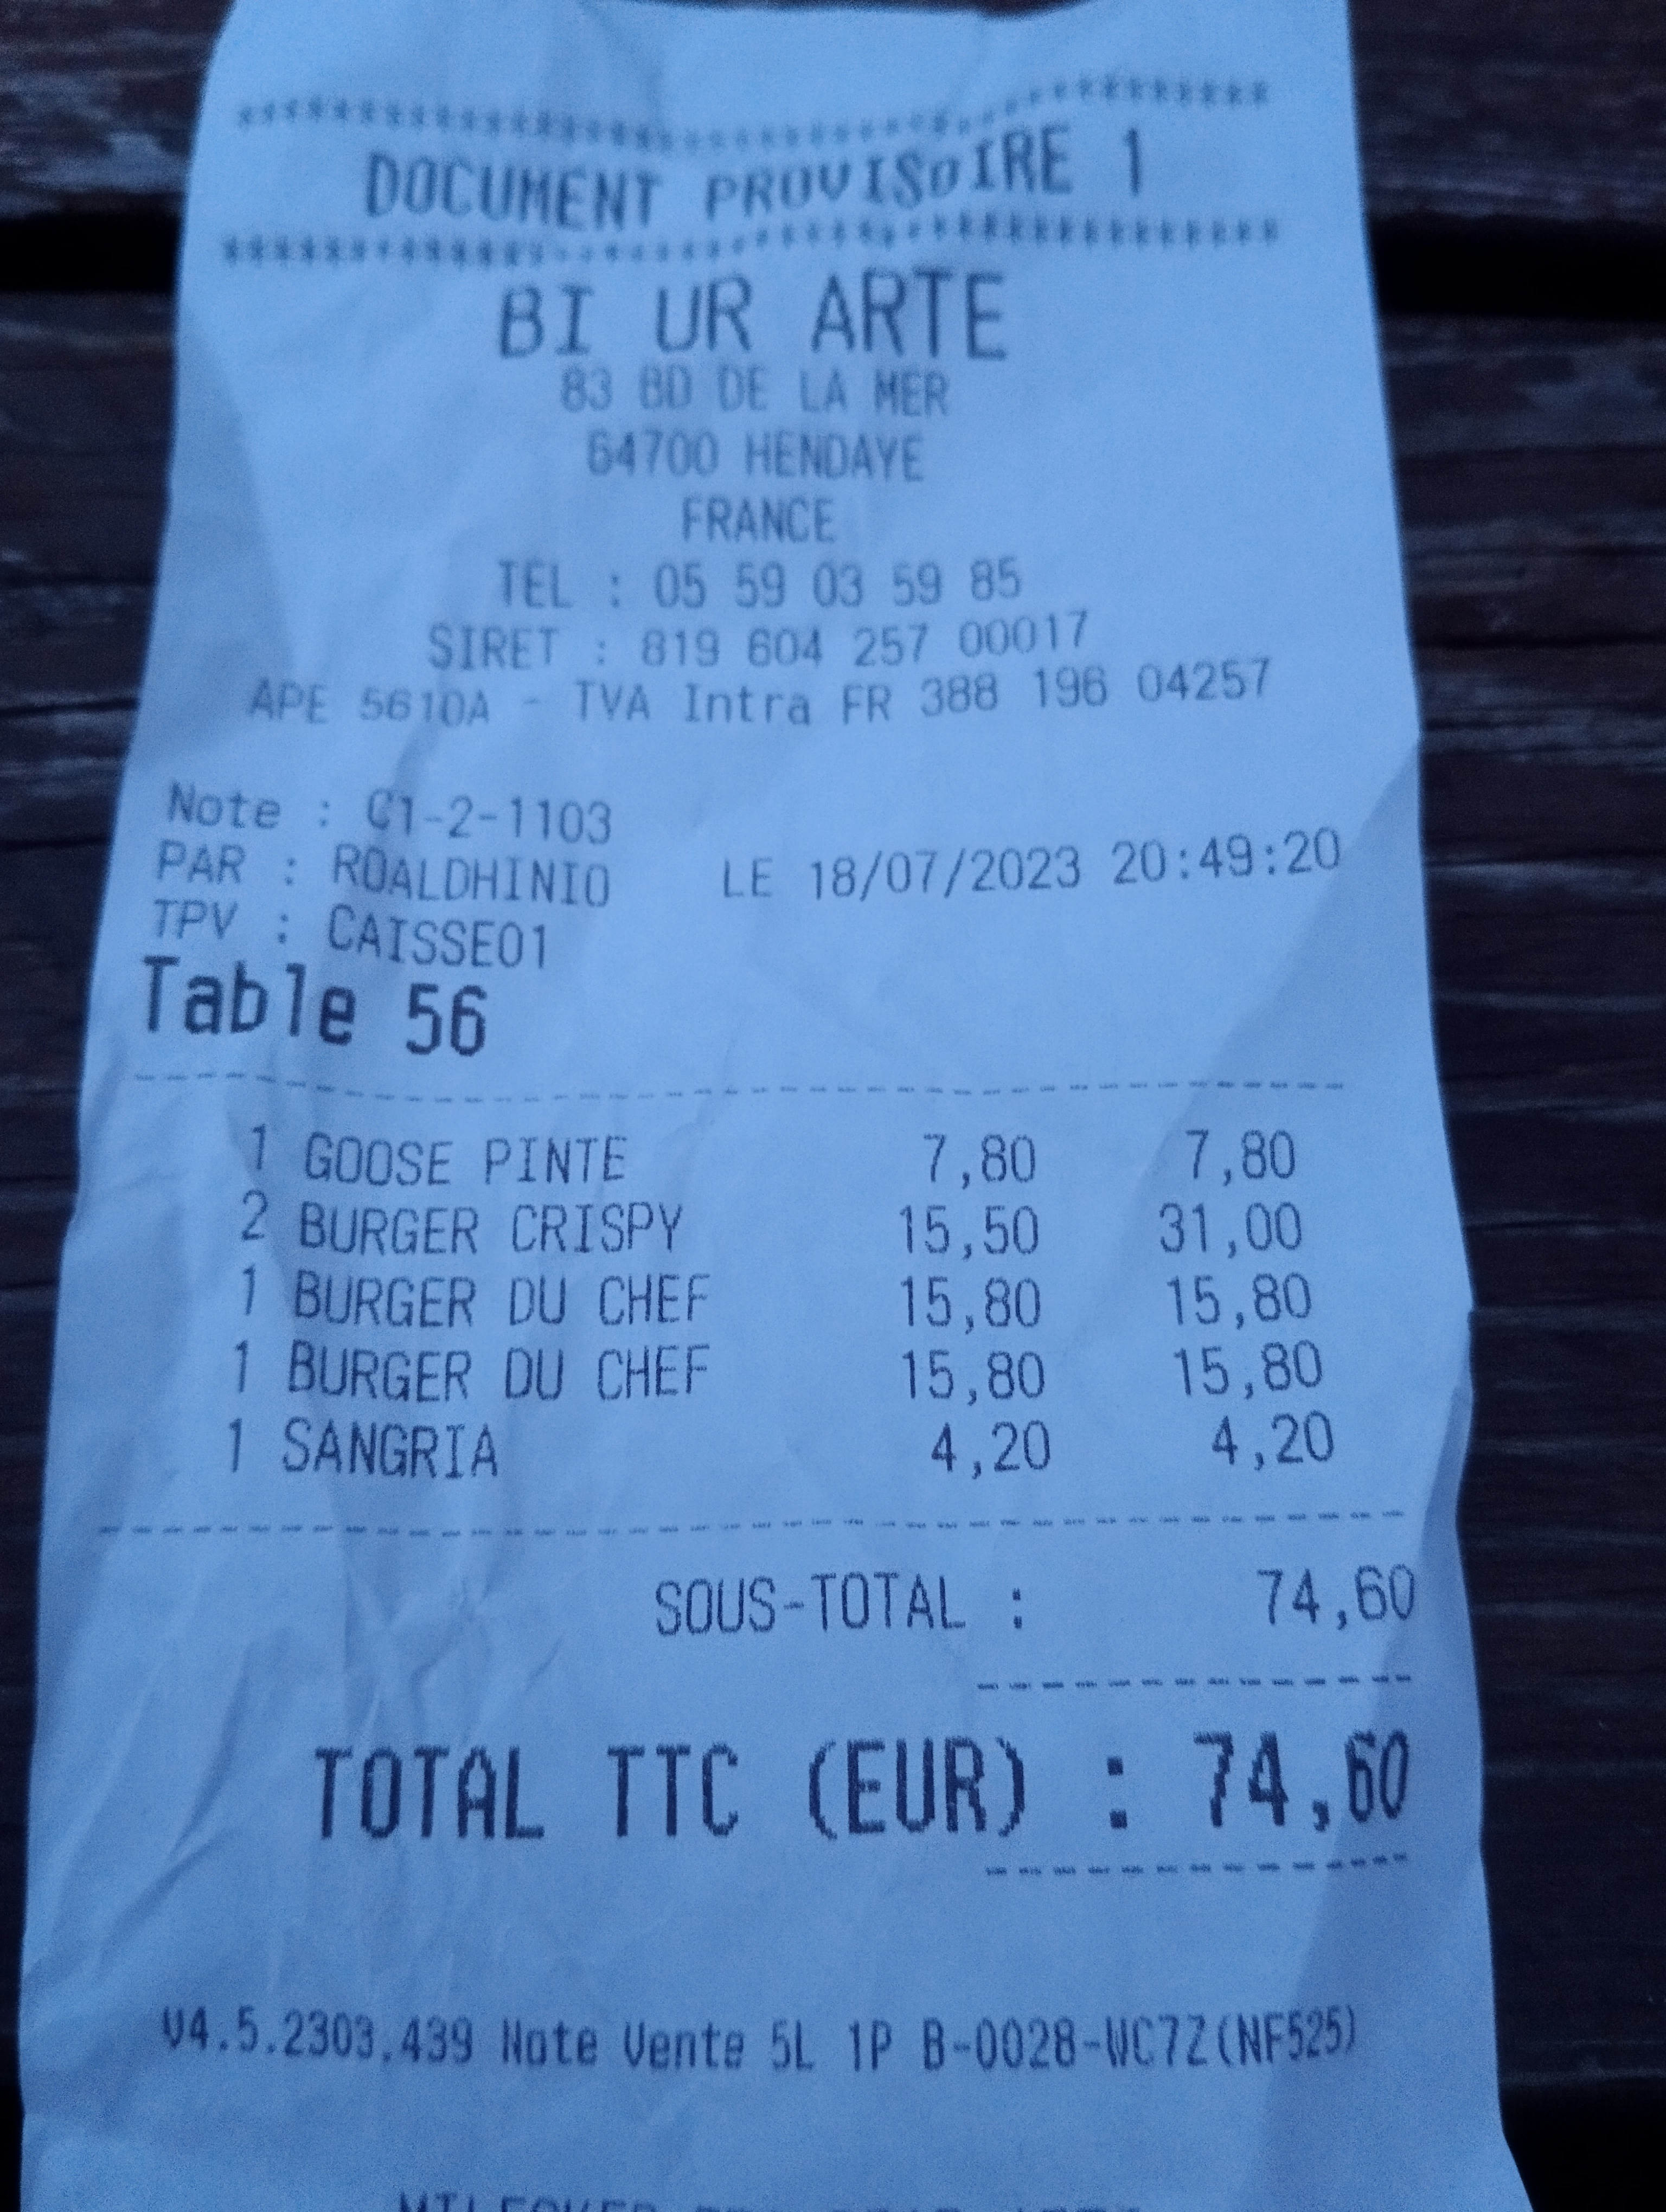 ****************************************
DOCUMENT PROVISOIRE 1
****************************************
BI UR ARTE
83 BD DE LA MER
64700 HENDAYE
FRANCE
TEL : 05 59 03 59 85
SIRET : 819 604 257 00017
APE 5610A - TVA Intra FR 388 196 04257
Note : C1-2-1103
PAR : ROALDHINIO LE 18/07/2023 20:49:20
TPV : CAISSE01
Table 56
1 GOOSE PINTE 7,80 7,80
2 BURGER CRISPY 15,50 31,00
1 BURGER DU CHEF 15,80 15,80
1 BURGER DU CHEF 15,80 15,80
1 SANGRIA 4,20 4,20
SOUS-TOTAL : 74,60
TOTAL TTC (EUR) : 74,60
V4.5.2303.439 Note Vente 5L 1P B-0028-WC7Z(NF525)